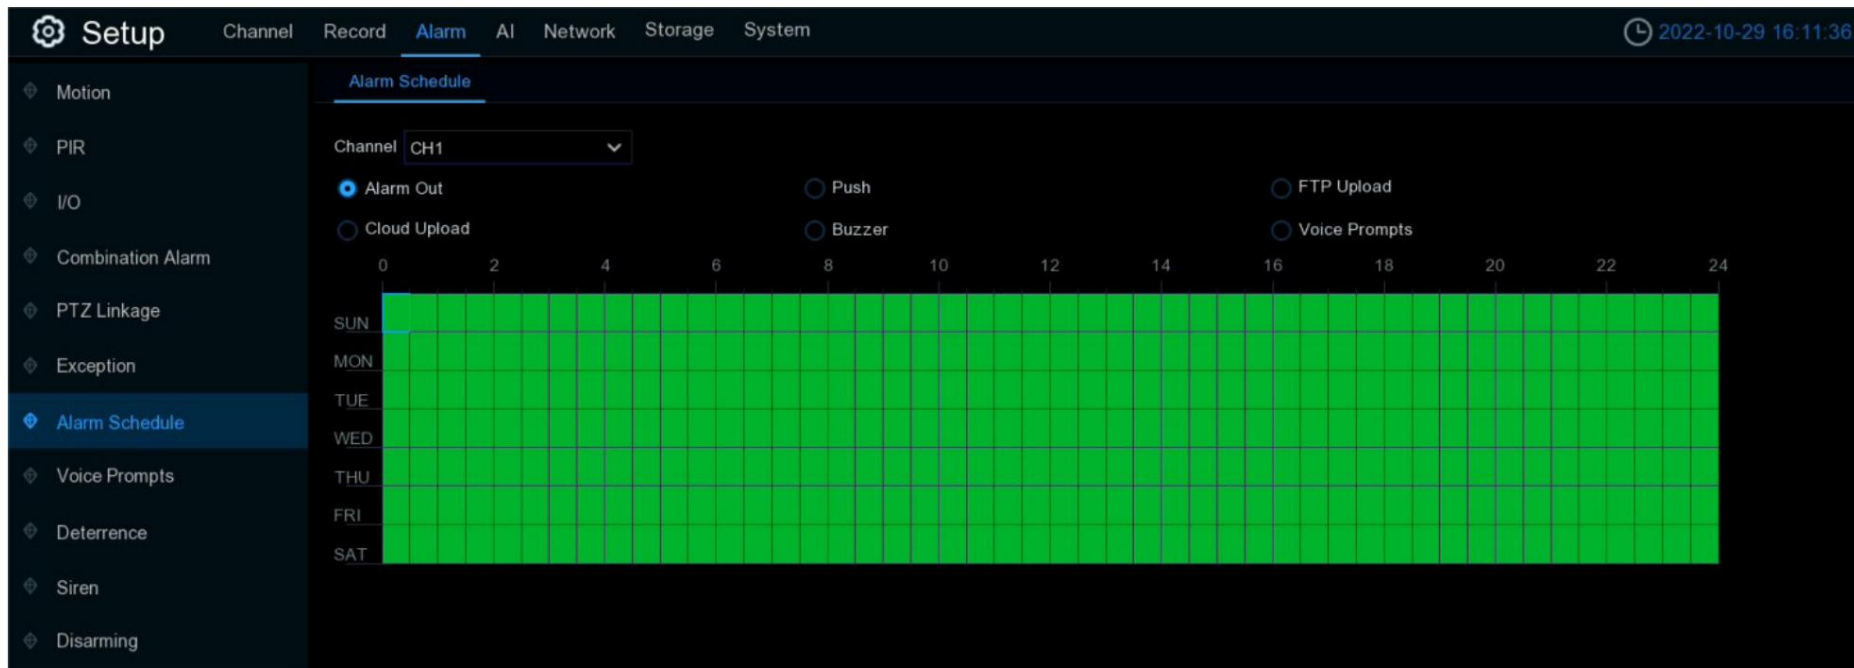 Setup Channel Record Alarm AI Network Storage System 2022-10-29 16:11:36
Motion
PIR
I/O
Combination Alarm
PTZ Linkage
Exception
Alarm Schedule
Voice Prompts
Deterrence
Siren
Disarming
Alarm Schedule
Channel CH1
Alarm Out Push FTP Upload
Cloud Upload Buzzer Voice Prompts
0 2 4 6 8 10 12 14 16 18 20 22 24
SUN
MON
TUE
WED
THU
FRI
SAT